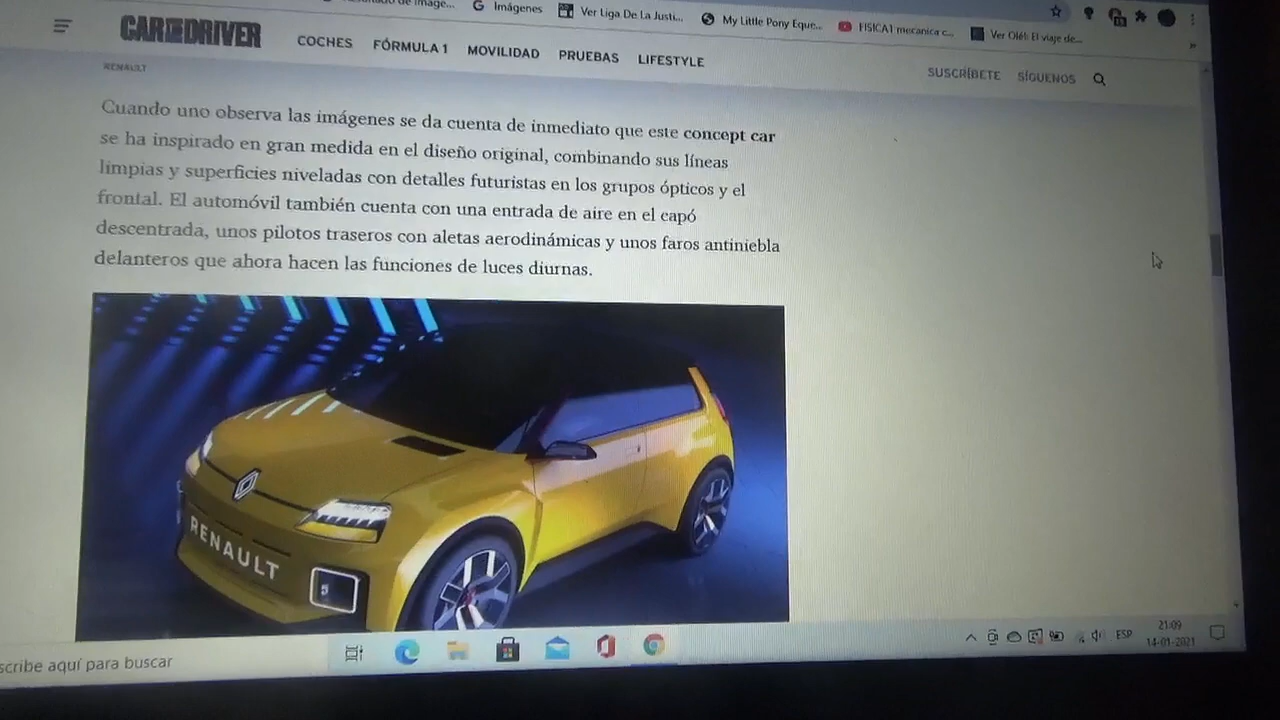 de image...
Imágenes
Ver Liga De La Justi...
My Little Pony Eque...
FISICA1 mecanica c...
Ver Olé: El viaje de...
CAR AND DRIVER
COCHES
FÓRMULA 1
MOVILIDAD
PRUEBAS
LIFESTYLE
SUSCRÍBETE
SÍGUENOS
RENAULT
Cuando uno observa las imágenes se da cuenta de inmediato que este concept car
se ha inspirado en gran medida en el diseño original, combinando sus líneas
limpias y superficies niveladas con detalles futuristas en los grupos ópticos y el
frontal. El automóvil también cuenta con una entrada de aire en el capó
descentrada, unos pilotos traseros con aletas aerodinámicas y unos faros antiniebla
delanteros que ahora hacen las funciones de luces diurnas.
RENAULT
5
scribe aquí para buscar
ESP
21:09
14-01-2021